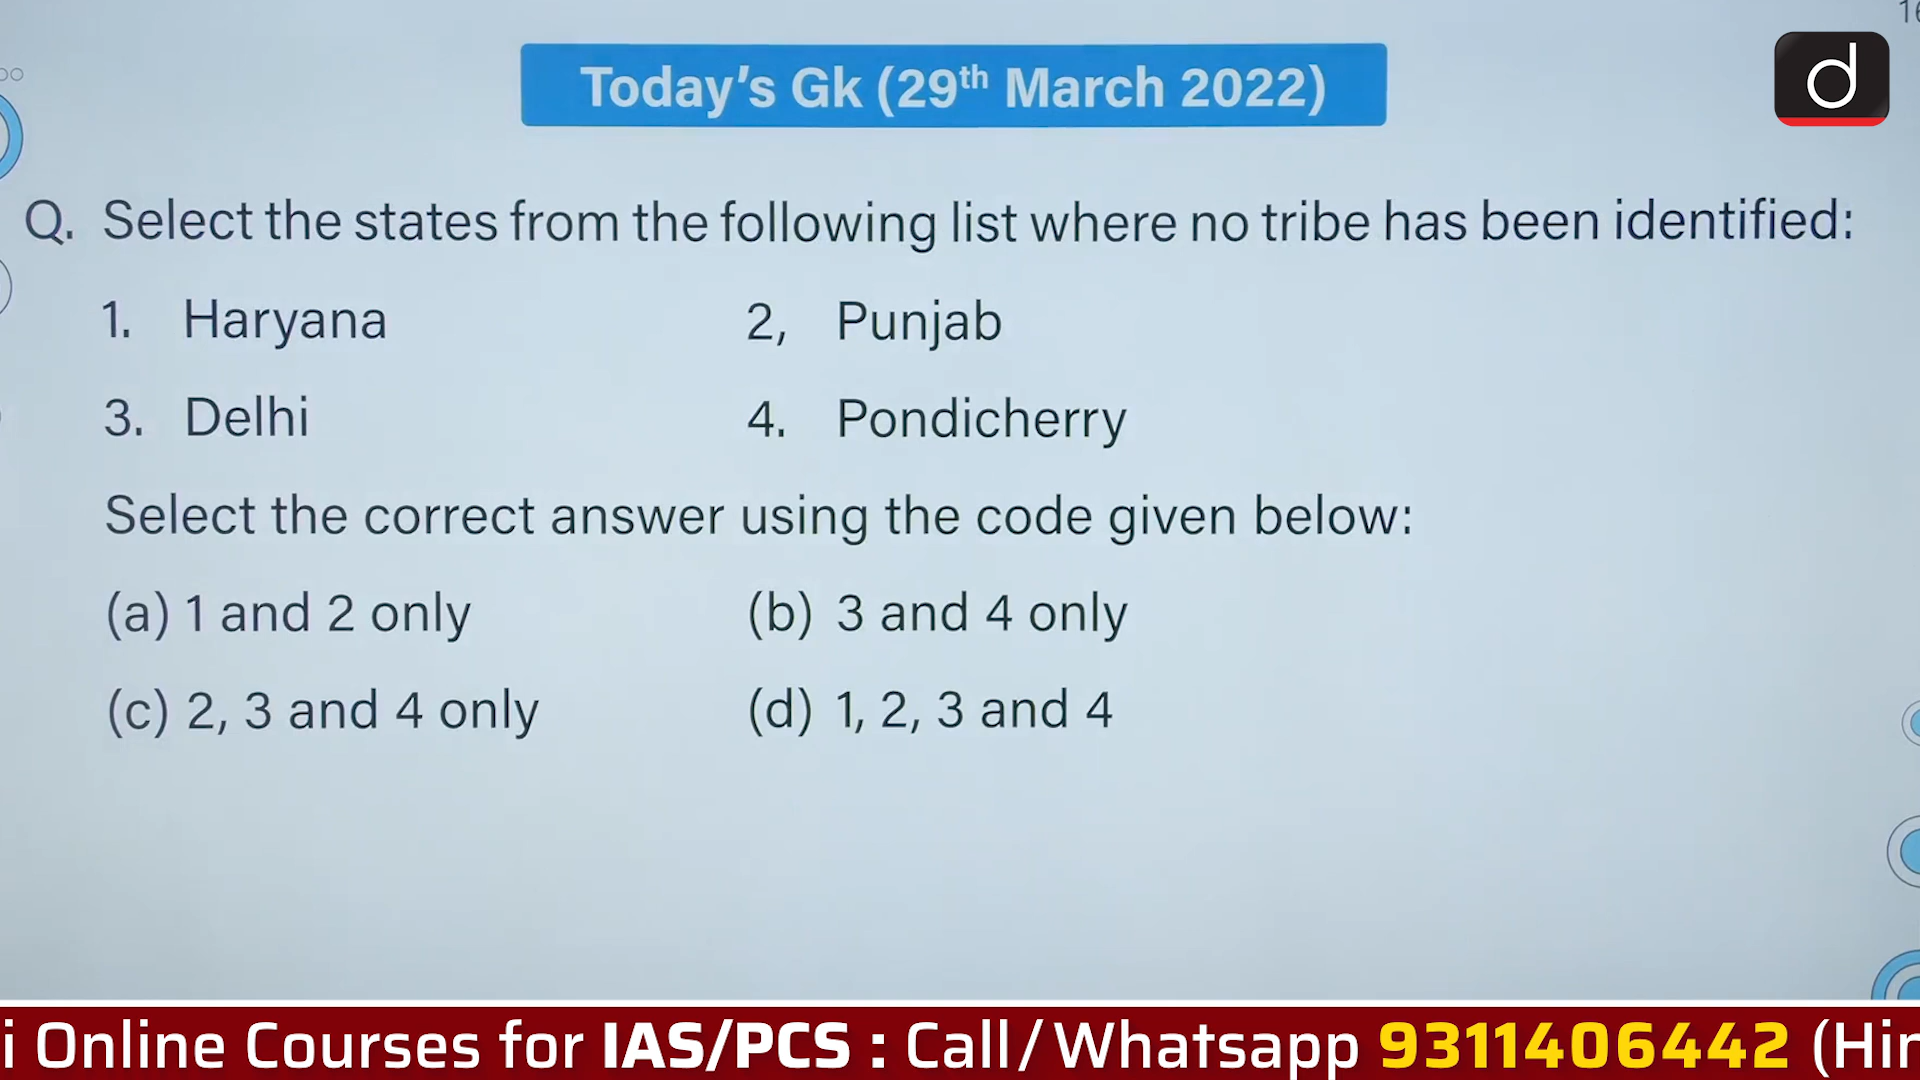 16
Today's Gk (29th March 2022)
d
Q. Select the states from the following list where no tribe has been identified:
1. Haryana 2, Punjab
3. Delhi 4. Pondicherry
Select the correct answer using the code given below:
(a) 1 and 2 only (b) 3 and 4 only
(c) 2, 3 and 4 only (d) 1, 2, 3 and 4
i Online Courses for IAS/PCS : Call/Whatsapp 9311406442 (Hin